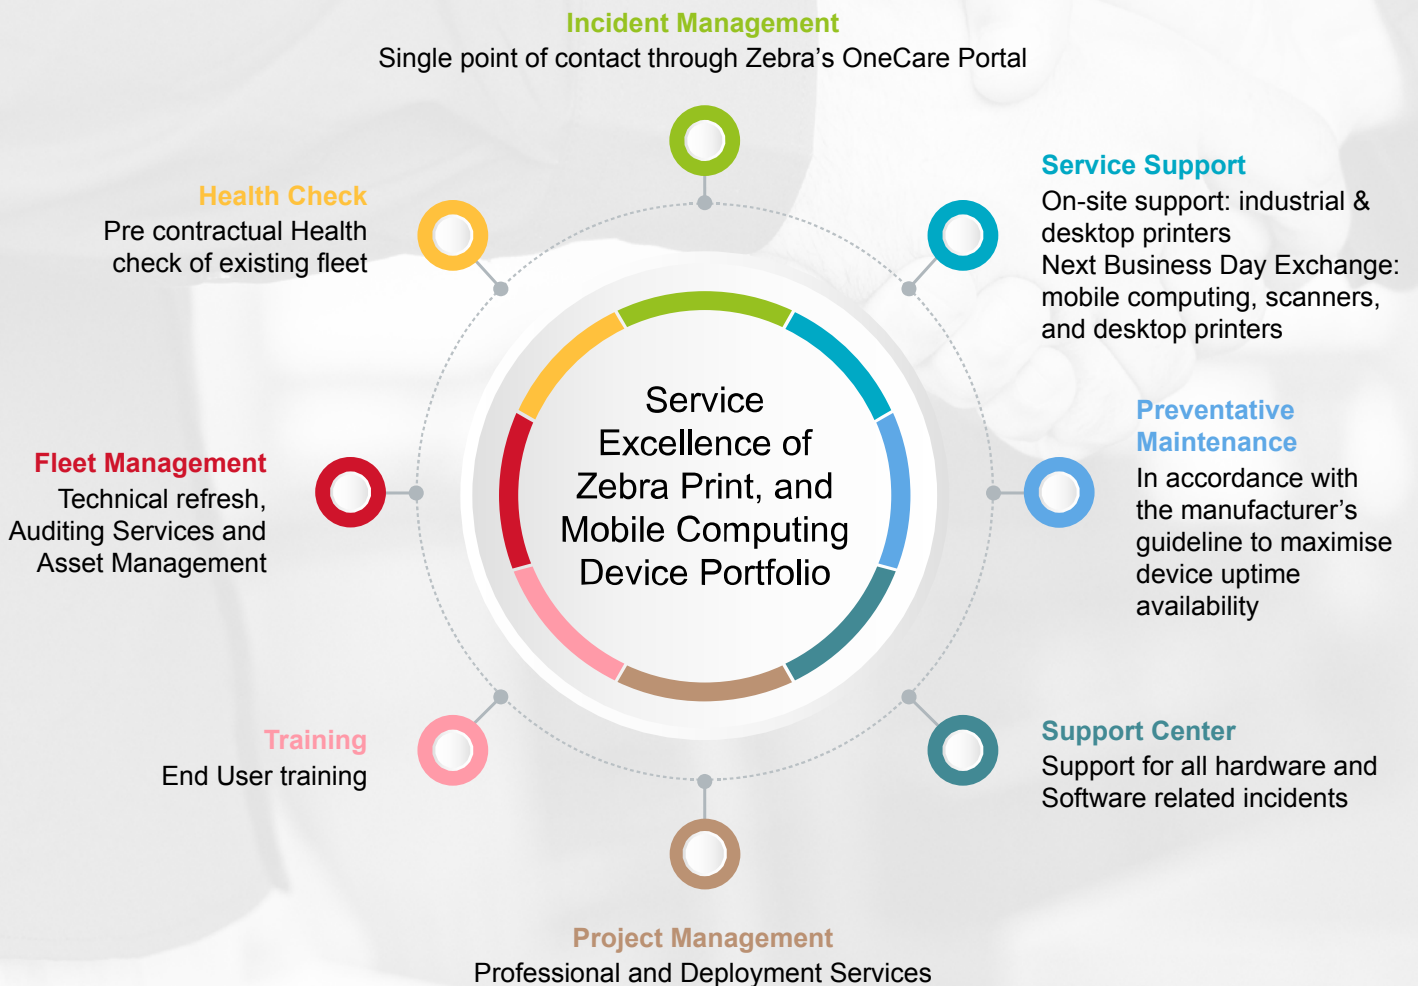 Incident Management
Single point of contact through Zebra’s OneCare Portal
Service Support
On-site support: industrial &
desktop printers
Next Business Day Exchange:
mobile computing, scanners,
and desktop printers
Health Check
Pre contractual Health
check of existing fleet
Service
Excellence of
Zebra Print, and
Mobile Computing
Device Portfolio
Preventative
Maintenance
In accordance with
the manufacturer’s
guideline to maximise
device uptime
availability
Fleet Management
Technical refresh,
Auditing Services and
Asset Management
Support Center
Support for all hardware and
Software related incidents
Training
End User training
Project Management
Professional and Deployment Services